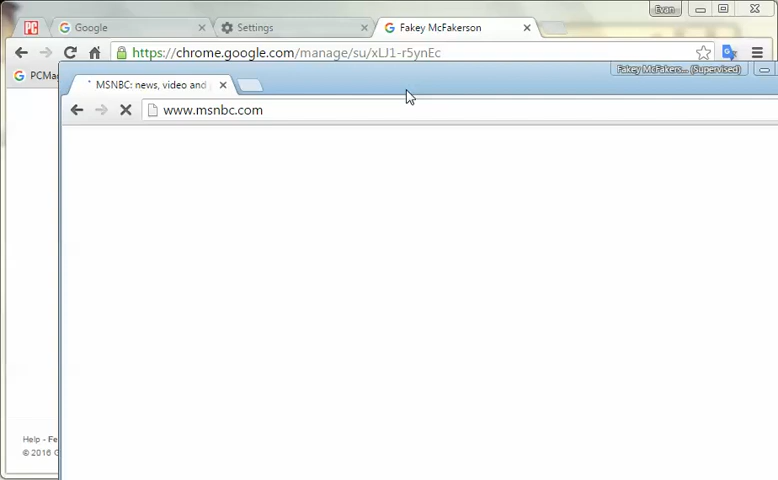 Evan
PC Google Settings Fakey McFakerson
https://chrome.google.com/manage/su/xLJ1-r5ynEc
PCMa
Fakey McFakers... (Supervised)
MSNBC: news, video and
www.msnbc.com
Help - Fe
© 2016 G